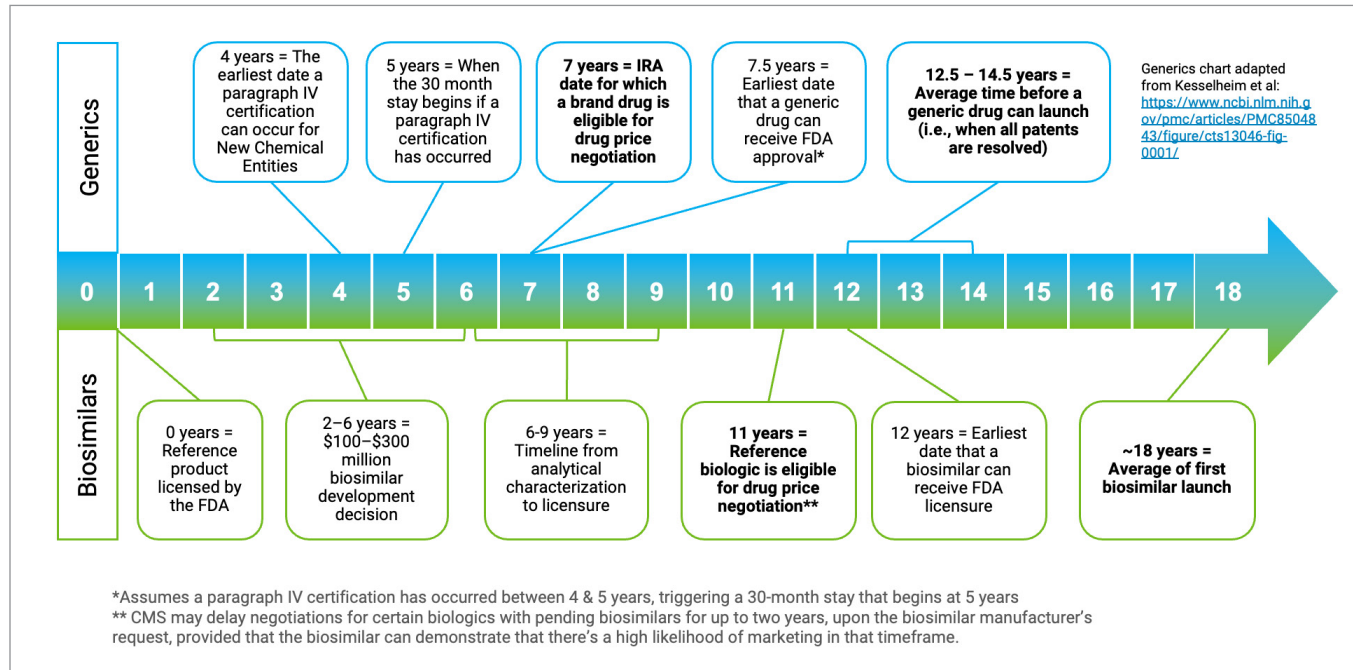 Generics
4 years = The
earliest date a
paragraph IV
certification
can occur for
New Chemical
Entities
5 years = When
the 30 month
stay begins if a
paragraph IV
certification
has occurred
7 years = IRA
date for which
a brand drug is
eligible for
drug price
negotiation
7.5 years =
Earliest date
that a generic
drug can
receive FDA
approval*
12.5 – 14.5 years =
Average time before a
generic drug can launch
(i.e., when all patents
are resolved)
Generics chart adapted
from Kesselheim et al:
https://www.ncbi.nlm.nih.g
ov/pmc/articles/PMC85048
43/figure/cts13046-fig-
0001/
0 1 2 3 4 5 6 7 8 9 10 11 12 13 14 15 16 17 18
Biosimilars
0 years =
Reference
product
licensed by
the FDA
2–6 years =
$100–$300
million
biosimilar
development
decision
6-9 years =
Timeline from
analytical
characterization
to licensure
11 years =
Reference
biologic is eligible
for drug price
negotiation**
12 years = Earliest
date that a
biosimilar can
receive FDA
licensure
~18 years =
Average of first
biosimilar launch
*Assumes a paragraph IV certification has occurred between 4 & 5 years, triggering a 30-month stay that begins at 5 years
** CMS may delay negotiations for certain biologics with pending biosimilars for up to two years, upon the biosimilar manufacturer's
request, provided that the biosimilar can demonstrate that there's a high likelihood of marketing in that timeframe.